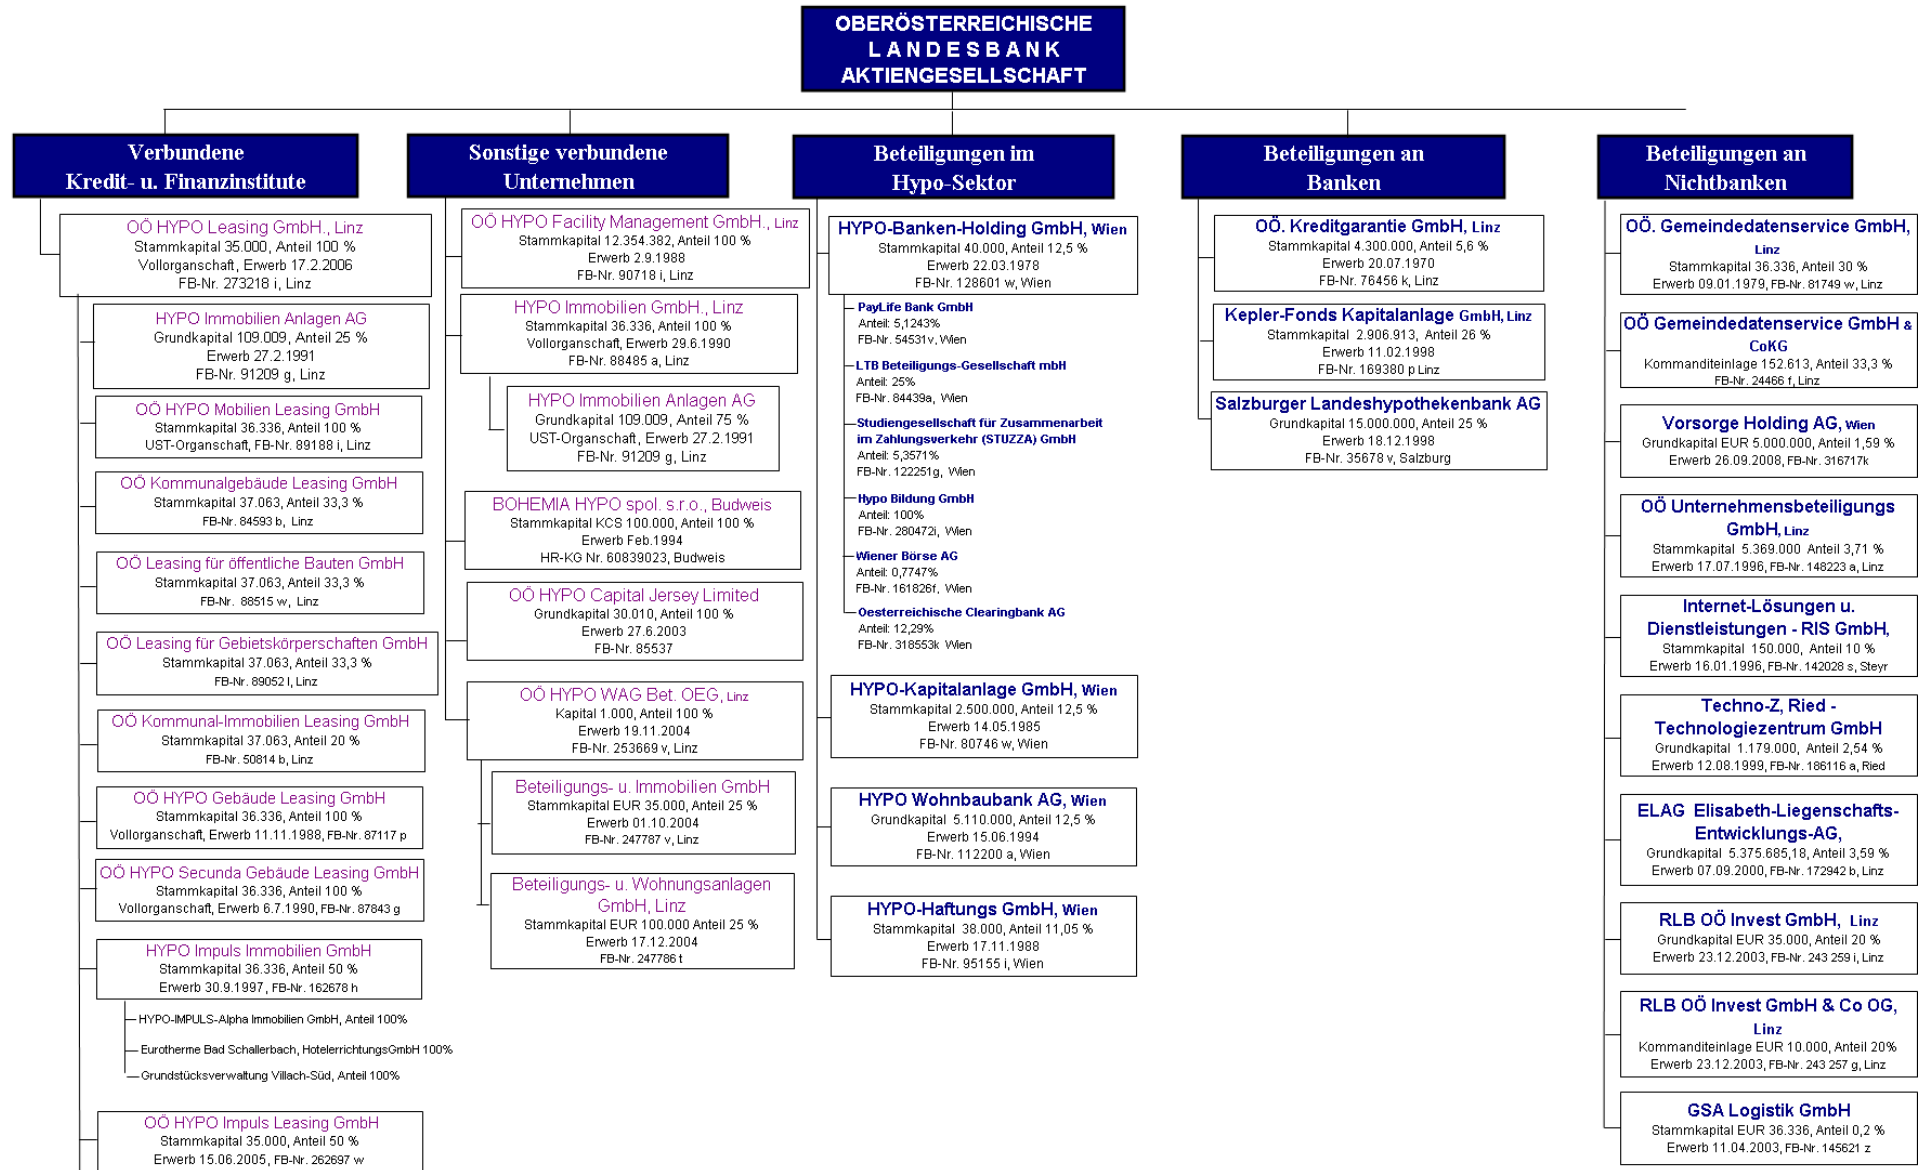 OBERÖSTERREICHISCHE
L A N D E S B A N K
AKTIENGESELLSCHAFT
Verbundene
Kredit- u. Finanzinstitute
OÖ HYPO Leasing GmbH., Linz
Stammkapital 35.000, Anteil 100 %
Vollorganschaft, Erwerb 17.2.2006
FB-Nr. 273218 i, Linz
HYPO Immobilien Anlagen AG
Grundkapital 109.009, Anteil 25 %
Erwerb 27.2.1991
FB-Nr. 91209 g, Linz
OÖ HYPO Mobilien Leasing GmbH
Stammkapital 36.336, Anteil 100 %
UST-Organschaft, FB-Nr. 89188 i, Linz
OÖ Kommunalgebäude Leasing GmbH
Stammkapital 37.063, Anteil 33,3 %
FB-Nr. 84593 b, Linz
OÖ Leasing für öffentliche Bauten GmbH
Stammkapital 37.063, Anteil 33,3 %
FB-Nr. 88515 w, Linz
OÖ Leasing für Gebietskörperschaften GmbH
Stammkapital 37.063, Anteil 33,3 %
FB-Nr. 89052 l, Linz
OÖ Kommunal-Immobilien Leasing GmbH
Stammkapital 37.063, Anteil 20 %
FB-Nr. 50814 b, Linz
OÖ HYPO Gebäude Leasing GmbH
Stammkapital 36.336, Anteil 100 %
Vollorganschaft, Erwerb 11.11.1988, FB-Nr. 87117 p
OÖ HYPO Secunda Gebäude Leasing GmbH
Stammkapital 36.336, Anteil 100 %
Vollorganschaft, Erwerb 6.7.1990, FB-Nr. 87843 g
HYPO Impuls Immobilien GmbH
Stammkapital 36.336, Anteil 50 %
Erwerb 30.9.1997, FB-Nr. 162678 h
HYPO-IMPULS-Alpha Immobilien GmbH, Anteil 100%
Eurotherme Bad Schallerbach, HotelerrichtungsGmbH 100%
Grundstücksverwaltung Villach-Süd, Anteil 100%
OÖ HYPO Impuls Leasing GmbH
Stammkapital 35.000, Anteil 50 %
Erwerb 15.06.2005, FB-Nr. 262697 w
Sonstige verbundene
Unternehmen
OÖ HYPO Facility Management GmbH., Linz
Stammkapital 12.354.382, Anteil 100 %
Erwerb 2.9.1988
FB-Nr. 90718 i, Linz
HYPO Immobilien GmbH., Linz
Stammkapital 36.336, Anteil 100 %
Vollorganschaft, Erwerb 29.6.1990
FB-Nr. 88485 a, Linz
HYPO Immobilien Anlagen AG
Grundkapital 109.009, Anteil 75 %
UST-Organschaft, Erwerb 27.2.1991
FB-Nr. 91209 g, Linz
BOHEMIA HYPO spol. s.r.o., Budweis
Stammkapital KCS 100.000, Anteil 100 %
Erwerb Feb.1994
HR-KG Nr. 60839023, Budweis
OÖ HYPO Capital Jersey Limited
Grundkapital 30.010, Anteil 100 %
Erwerb 27.6.2003
FB-Nr. 85537
OÖ HYPO WAG Bet. OEG, Linz
Kapital 1.000, Anteil 100 %
Erwerb 19.11.2004
FB-Nr. 253669 v, Linz
Beteiligungs- u. Immobilien GmbH
Stammkapital EUR 35.000, Anteil 25 %
Erwerb 01.10.2004
FB-Nr. 247787 v, Linz
Beteiligungs- u. Wohnungsanlagen
GmbH, Linz
Stammkapital EUR 100.000 Anteil 25 %
Erwerb 17.12.2004
FB-Nr. 247786 t
Beteiligungen im
Hypo-Sektor
HYPO-Banken-Holding GmbH, Wien
Stammkapital 40.000, Anteil 12,5 %
Erwerb 22.03.1978
FB-Nr. 128601 w, Wien
PayLife Bank GmbH
Anteil: 5,1243%
FB-Nr. 54531v, Wien
LTB Beteiligungs-Gesellschaft mbH
Anteil: 25%
FB-Nr. 84439a, Wien
Studiengesellschaft für Zusammenarbeit
im Zahlungsverkehr (STUZZA) GmbH
Anteil: 5,3571%
FB-Nr. 122251g, Wien
Hypo Bildung GmbH
Anteil: 100%
FB-Nr. 280472i, Wien
Wiener Börse AG
Anteil: 0,7747%
FB-Nr. 161826f, Wien
Oesterreichische Clearingbank AG
Anteil: 12,29%
FB-Nr. 318553k Wien
HYPO-Kapitalanlage GmbH, Wien
Stammkapital 2.500.000, Anteil 12,5 %
Erwerb 14.05.1985
FB-Nr. 80746 w, Wien
HYPO Wohnbaubank AG, Wien
Grundkapital 5.110.000, Anteil 12,5 %
Erwerb 15.06.1994
FB-Nr. 112200 a, Wien
HYPO-Haftungs GmbH, Wien
Stammkapital 38.000, Anteil 11,05 %
Erwerb 17.11.1988
FB-Nr. 95155 i, Wien
Beteiligungen an
Banken
OÖ. Kreditgarantie GmbH, Linz
Stammkapital 4.300.000, Anteil 5,6 %
Erwerb 20.07.1970
FB-Nr. 76456 k, Linz
Kepler-Fonds Kapitalanlage GmbH, Linz
Stammkapital 2.906.913, Anteil 26 %
Erwerb 11.02.1998
FB-Nr. 169380 p Linz
Salzburger Landeshypothekenbank AG
Grundkapital 15.000.000, Anteil 25 %
Erwerb 18.12.1998
FB-Nr. 35678 v, Salzburg
Beteiligungen an
Nichtbanken
OÖ. Gemeindedatenservice GmbH,
Linz
Stammkapital 36.336, Anteil 30 %
Erwerb 09.01.1979, FB-Nr. 81749 w, Linz
OÖ Gemeindedatenservice GmbH &
CoKG
Kommanditeinlage 152.613, Anteil 33,3 %
FB-Nr. 24466 f, Linz
Vorsorge Holding AG, Wien
Grundkapital EUR 5.000.000, Anteil 1,59 %
Erwerb 26.09.2008, FB-Nr. 316717k
OÖ Unternehmensbeteiligungs
GmbH, Linz
Stammkapital 5.369.000 Anteil 3,71 %
Erwerb 17.07.1996, FB-Nr. 148223 a, Linz
Internet-Lösungen u.
Dienstleistungen - RIS GmbH,
Stammkapital 150.000, Anteil 10 %
Erwerb 16.01.1996, FB-Nr. 142028 s, Steyr
Techno-Z, Ried -
Technologiezentrum GmbH
Grundkapital 1.179.000, Anteil 2,54 %
Erwerb 12.08.1999, FB-Nr. 186116 a, Ried
ELAG Elisabeth-Liegenschafts-
Entwicklungs-AG,
Grundkapital 5.375.685,18, Anteil 3,59 %
Erwerb 07.09.2000, FB-Nr. 172942 b, Linz
RLB OÖ Invest GmbH, Linz
Grundkapital EUR 35.000, Anteil 20 %
Erwerb 23.12.2003, FB-Nr. 243 259 i, Linz
RLB OÖ Invest GmbH & Co OG,
Linz
Kommanditeinlage EUR 10.000, Anteil 20%
Erwerb 23.12.2003, FB-Nr. 243 257 g, Linz
GSA Logistik GmbH
Stammkapital EUR 36.336, Anteil 0,2 %
Erwerb 11.04.2003, FB-Nr. 145621 z